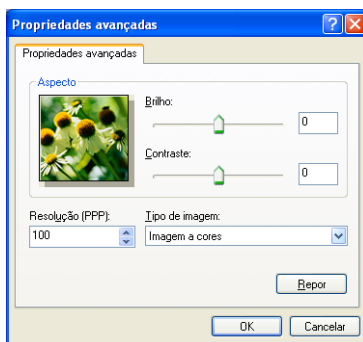 Propriedades avançadas
Propriedades avançadas
Aspecto
Brilho:
0
Contraste:
0
Resolução (PPP):
Tipo de imagem:
100
Imagem a cores
Repor
OK
Cancelar